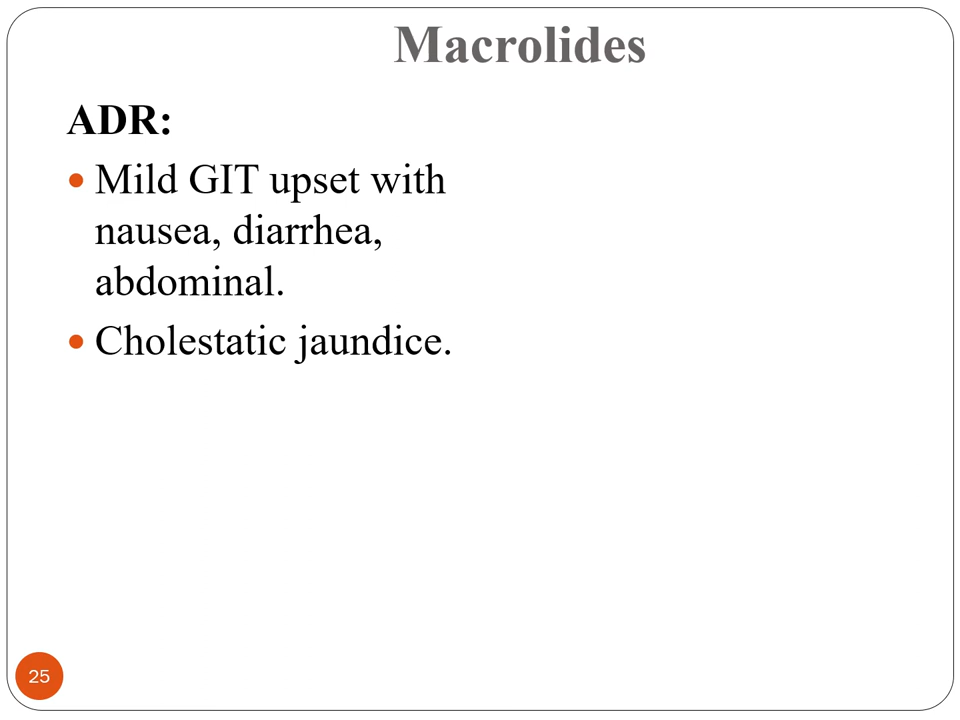 Macrolides
ADR:
• Mild GIT upset with
nausea, diarrhea,
abdominal.
• Cholestatic jaundice.
25